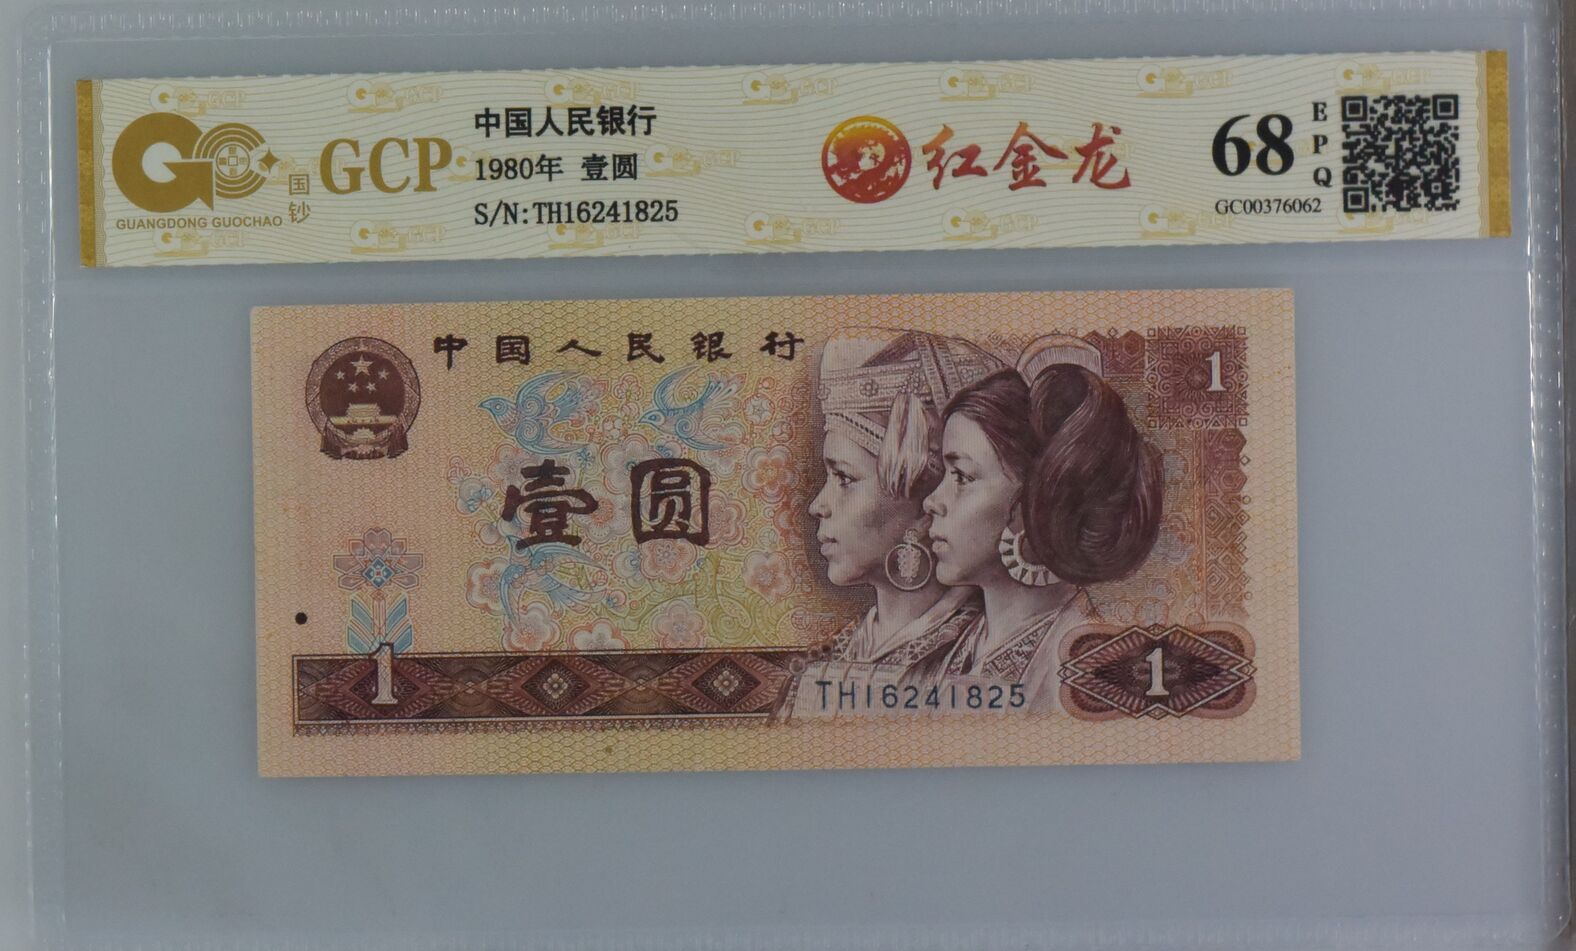 GUANGDONG GUOCHAO
国钞
GCP
中国人民银行
1980年 壹圆
S/N:TH16241825
红金龙
68
EPQ
GC00376062
中国人民银行
1
壹圆
1
TH16241825
1